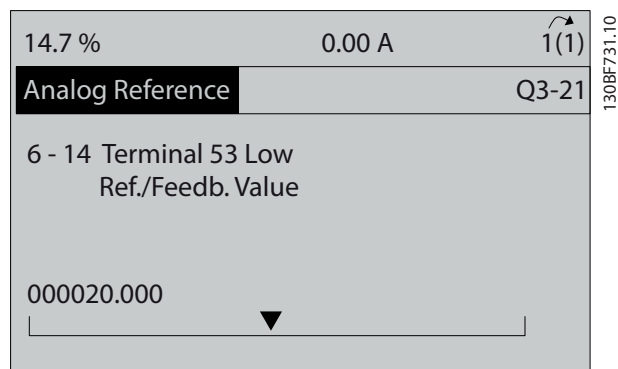 14.7 % 0.00 A 1(1)
Analog Reference Q3-21
6 - 14 Terminal 53 Low
Ref./Feedb. Value
000020.000
130BF731.10